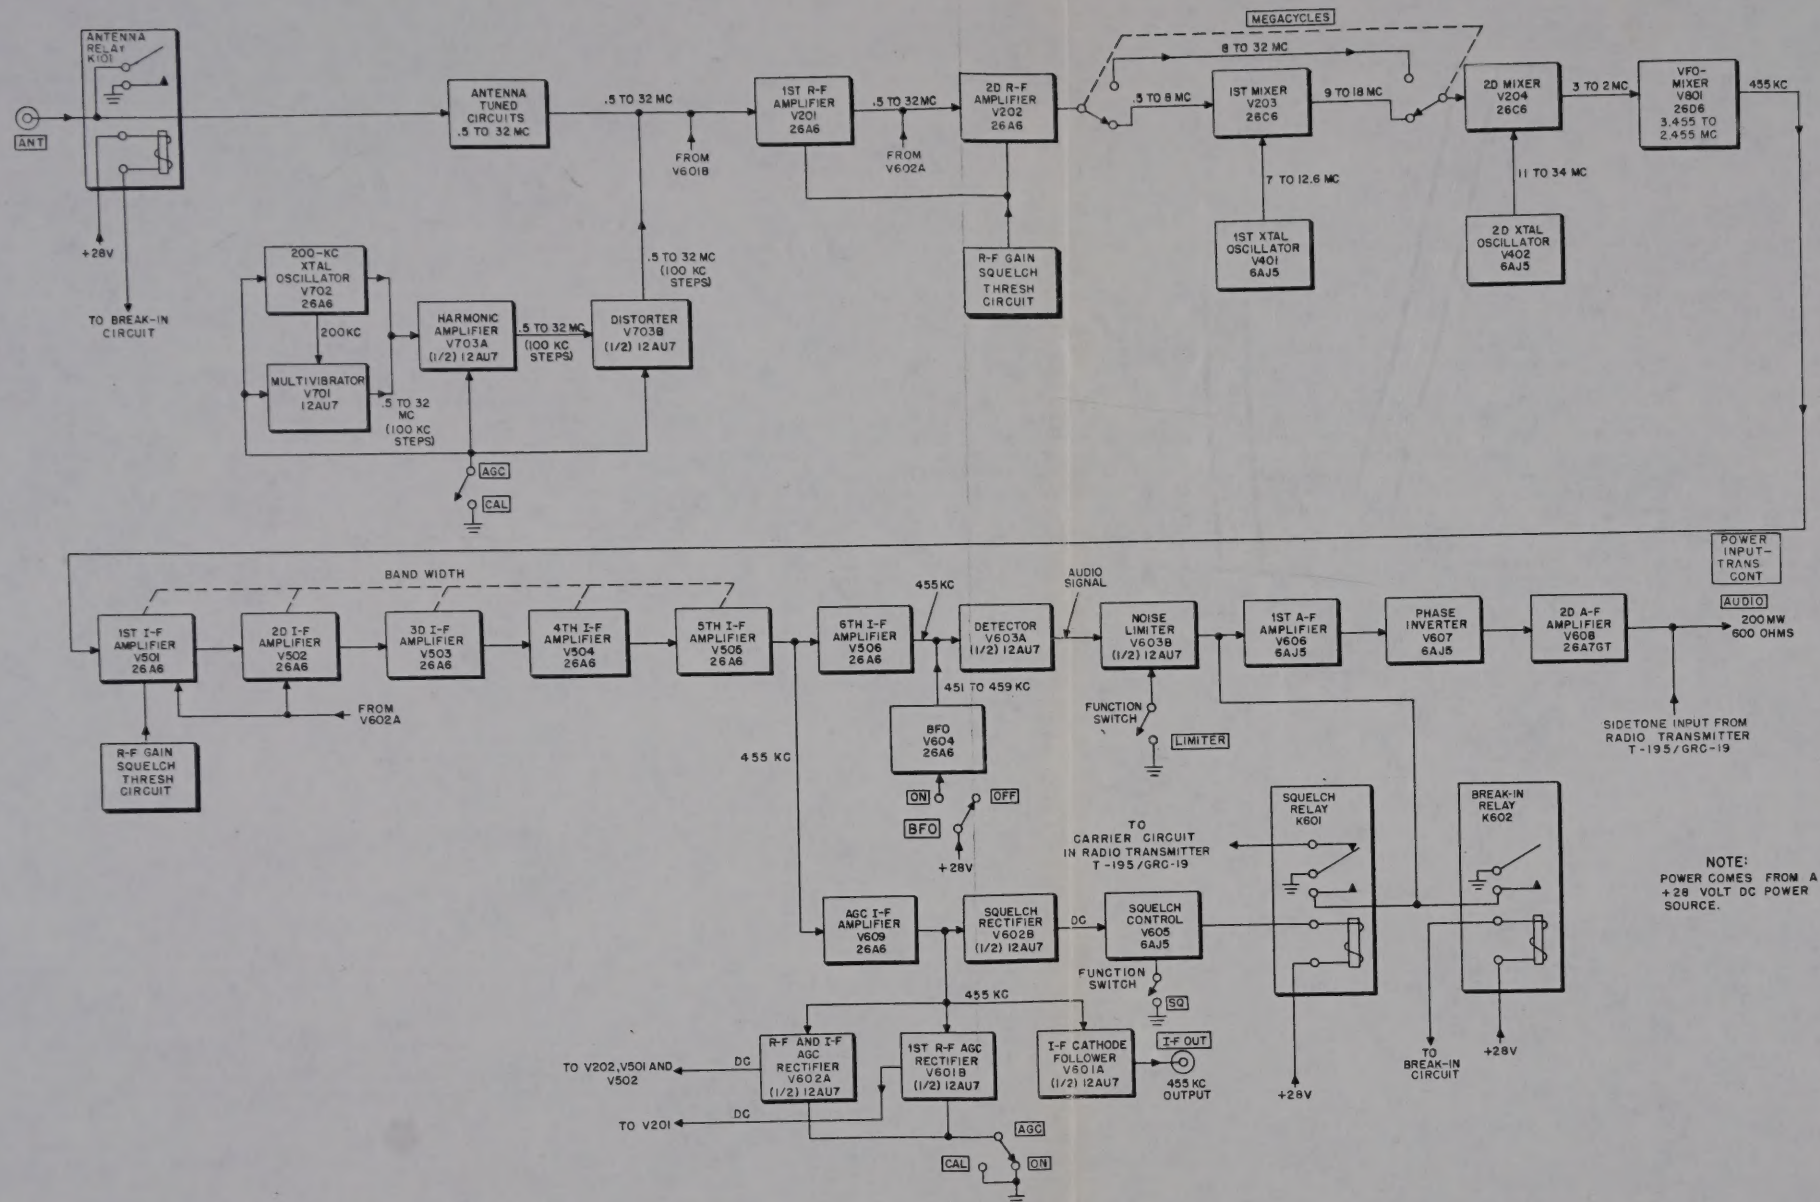 ANTENNA
RELAY
K101
ANT
+28V
TO BREAK-IN
CIRCUIT
ANTENNA
TUNED
CIRCUITS
.5 TO 32 MC
.5 TO 32 MC
FROM
V601B
1ST R-F
AMPLIFIER
V201
26A6
.5 TO 32MC
FROM
V602A
2D R-F
AMPLIFIER
V202
26A6
MEGACYCLES
8 TO 32 MC
.5 TO 8 MC
1ST MIXER
V203
26C6
9 TO 18 MC
2D MIXER
V204
26C6
3 TO 2 MC
VFO-
MIXER
V801
26D6
3.455 TO
2.455 MC
455KC
7 TO 12.6 MC
11 TO 34 MC
1ST XTAL
OSCILLATOR
V401
6AJ5
2D XTAL
OSCILLATOR
V402
6AJ5
R-F GAIN
SQUELCH
THRESH
CIRCUIT
200-KC
XTAL
OSCILLATOR
V702
26A6
200KC
MULTIVIBRATOR
V701
12AU7
.5 TO 32
MC
(100 KC
STEPS)
HARMONIC
AMPLIFIER
V703A
(1/2) 12AU7
.5 TO 32 MC
(100 KC
STEPS)
DISTORTER
V703B
(1/2) 12AU7
.5 TO 32 MC
(100 KC
STEPS)
AGC
CAL
BAND WIDTH
1ST I-F
AMPLIFIER
V501
26A6
2D I-F
AMPLIFIER
V502
26A6
3D I-F
AMPLIFIER
V503
26A6
4TH I-F
AMPLIFIER
V504
26A6
5TH I-F
AMPLIFIER
V505
26A6
6TH I-F
AMPLIFIER
V506
26A6
455KC
DETECTOR
V603A
(1/2) 12AU7
AUDIO
SIGNAL
NOISE
LIMITER
V603B
(1/2) 12AU7
1ST A-F
AMPLIFIER
V606
6AJ5
PHASE
INVERTER
V607
6AJ5
2D A-F
AMPLIFIER
V608
26A7GT
POWER
INPUT-
TRANS
CONT
AUDIO
200 MW
600 OHMS
FROM
V602A
R-F GAIN
SQUELCH
THRESH
CIRCUIT
455 KC
451 TO 459 KC
BFO
V604
26A6
ON
OFF
BFO
+28V
FUNCTION
SWITCH
LIMITER
SIDETONE INPUT FROM
RADIO TRANSMITTER
T-195/GRC-19
TO
CARRIER CIRCUIT
IN RADIO TRANSMITTER
T-195/GRC-19
SQUELCH
RELAY
K601
BREAK-IN
RELAY
K602
NOTE:
POWER COMES FROM A
+28 VOLT DC POWER
SOURCE.
AGC I-F
AMPLIFIER
V609
26A6
SQUELCH
RECTIFIER
V602B
(1/2) 12AU7
DC
SQUELCH
CONTROL
V605
6AJ5
FUNCTION
SWITCH
SQ
455 KC
TO V202, V501 AND
V502
DC
R-F AND I-F
AGC
RECTIFIER
V602A
(1/2) 12AU7
1ST R-F AGC
RECTIFIER
V601B
(1/2) 12AU7
I-F CATHODE
FOLLOWER
V601A
(1/2) 12AU7
I-F OUT
455 KC
OUTPUT
+28V
TO
BREAK-IN
CIRCUIT
+28V
TO V201
DC
AGC
CAL
ON